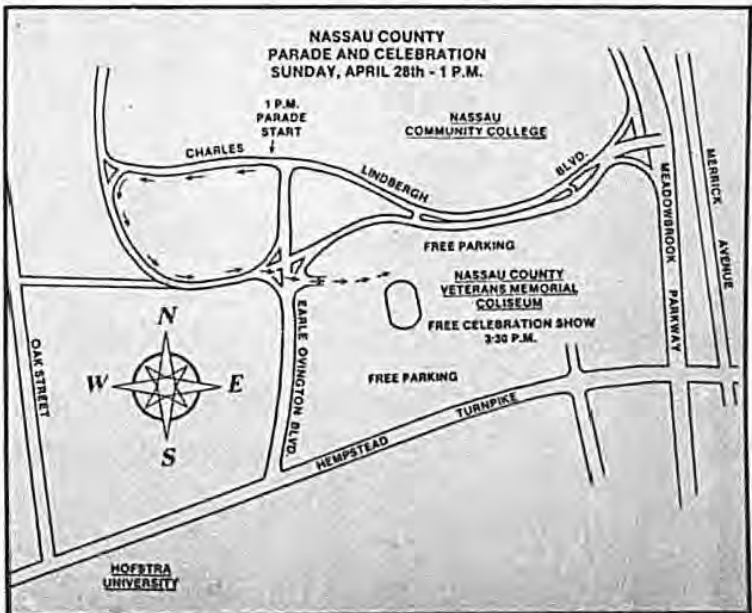 NASSAU COUNTY
PARADE AND CELEBRATION
SUNDAY, APRIL 28th - 1 P.M.
1 P.M.
PARADE
START
NASSAU
COMMUNITY COLLEGE
CHARLES
LINDBERGH
BLVD.
MERRICK
AVENUE
MEADOWBROOK
PARKWAY
FREE PARKING
NASSAU COUNTY
VETERANS MEMORIAL
COLISEUM
FREE CELEBRATION SHOW
3:30 P.M.
EARLE OVINGTON BLVD.
OAK STREET
N
W
E
S
FREE PARKING
HEMPSTEAD
TURNPIKE
HOFSTRA
UNIVERSITY